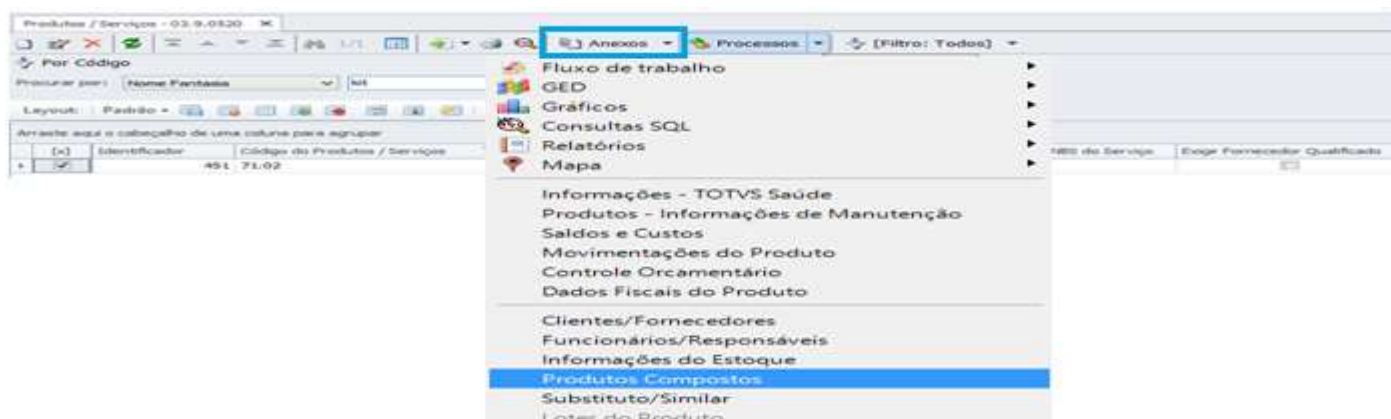 Produtos / Serviços - 03.9.0520
Anexos
Processos
[Filtro: Todos]
Por Código
Procurar por: Nome Fantasia
Layout: Padrão
Arraste aqui o cabeçalho de uma coluna para agrupar
[x] Identificador Código do Produtos / Serviços NBS do Serviço Exige Fornecedor Qualificado
451 71.02
Fluxo de trabalho
GED
Gráficos
Consultas SQL
Relatórios
Mapa
Informações - TOTVS Saúde
Produtos - Informações de Manutenção
Saldos e Custos
Movimentações do Produto
Controle Orcamentário
Dados Fiscais do Produto
Clientes/Fornecedores
Funcionários/Responsáveis
Informações do Estoque
Produtos Compostos
Substituto/Similar
Lotes do Produto